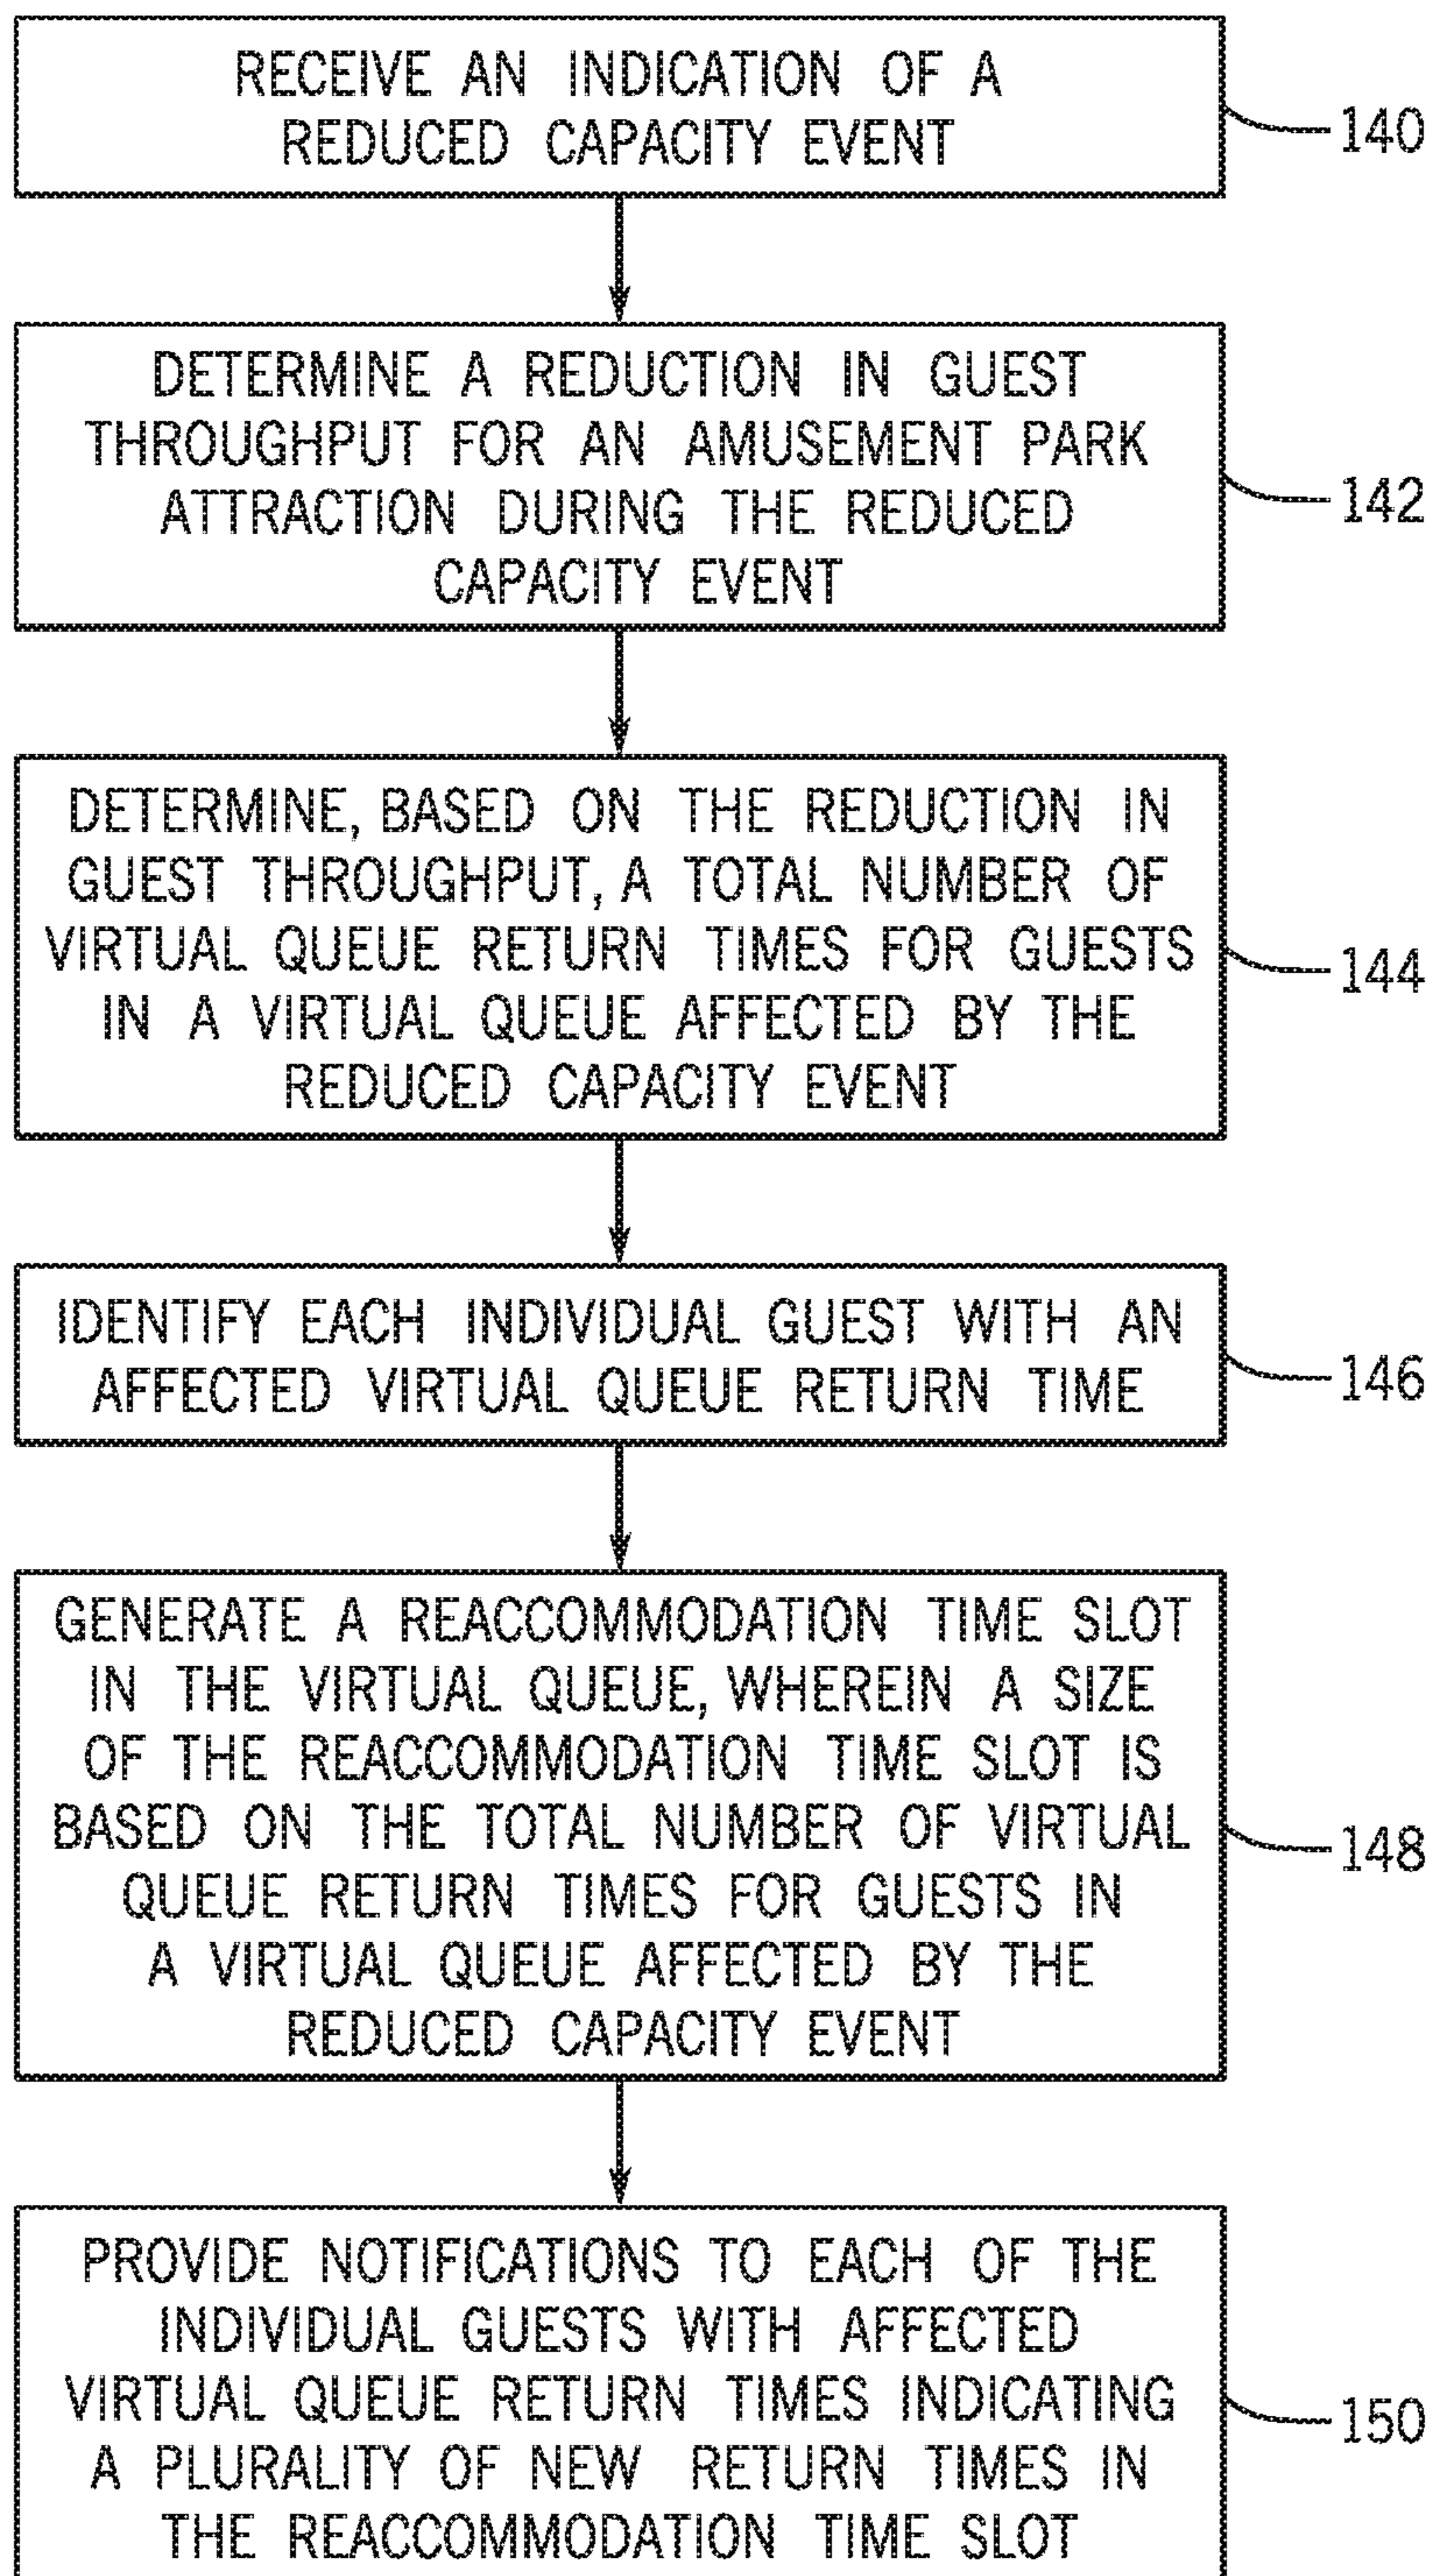 RECEIVE AN INDICATION OF A
REDUCED CAPACITY EVENT
140
DETERMINE A REDUCTION IN GUEST
THROUGHPUT FOR AN AMUSEMENT PARK
ATTRACTION DURING THE REDUCED
CAPACITY EVENT
142
DETERMINE, BASED ON THE REDUCTION IN
GUEST THROUGHPUT, A TOTAL NUMBER OF
VIRTUAL QUEUE RETURN TIMES FOR GUESTS
IN A VIRTUAL QUEUE AFFECTED BY THE
REDUCED CAPACITY EVENT
144
IDENTIFY EACH INDIVIDUAL GUEST WITH AN
AFFECTED VIRTUAL QUEUE RETURN TIME
146
GENERATE A REACCOMMODATION TIME SLOT
IN THE VIRTUAL QUEUE, WHEREIN A SIZE
OF THE REACCOMMODATION TIME SLOT IS
BASED ON THE TOTAL NUMBER OF VIRTUAL
QUEUE RETURN TIMES FOR GUESTS IN
A VIRTUAL QUEUE AFFECTED BY THE
REDUCED CAPACITY EVENT
148
PROVIDE NOTIFICATIONS TO EACH OF THE
INDIVIDUAL GUESTS WITH AFFECTED
VIRTUAL QUEUE RETURN TIMES INDICATING
A PLURALITY OF NEW RETURN TIMES IN
THE REACCOMMODATION TIME SLOT
150